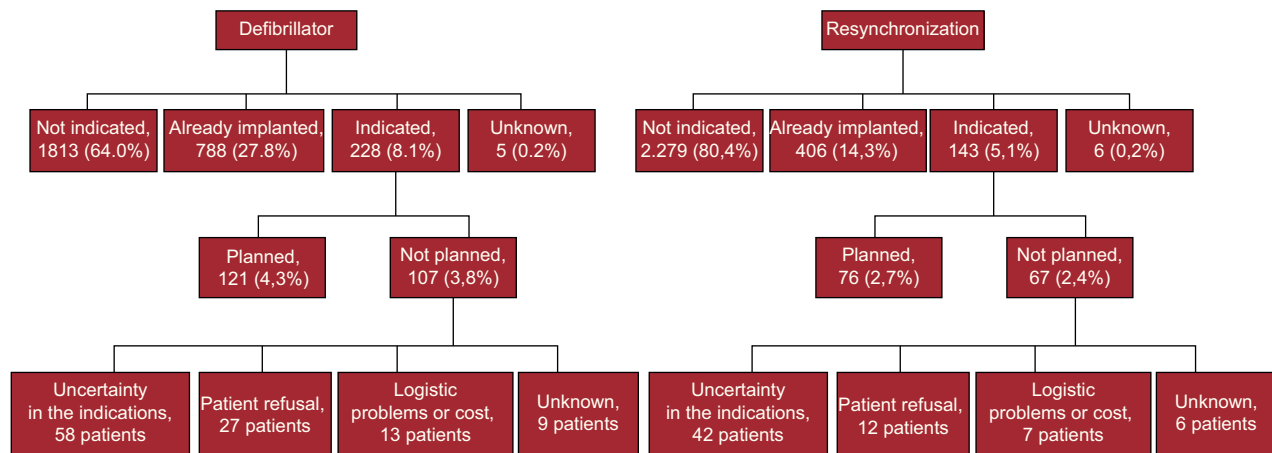 Defibrillator
Not indicated,
1813 (64.0%)
Already implanted,
788 (27.8%)
Indicated,
228 (8.1%)
Unknown,
5 (0.2%)
Planned,
121 (4,3%)
Not planned,
107 (3,8%)
Uncertainty
in the indications,
58 patients
Patient refusal,
27 patients
Logistic
problems or cost,
13 patients
Unknown,
9 patients
Resynchronization
Not indicated,
2.279 (80,4%)
Already implanted,
406 (14,3%)
Indicated,
143 (5,1%)
Unknown,
6 (0,2%)
Planned,
76 (2,7%)
Not planned,
67 (2,4%)
Uncertainty
in the indications,
42 patients
Patient refusal,
12 patients
Logistic
problems or cost,
7 patients
Unknown,
6 patients